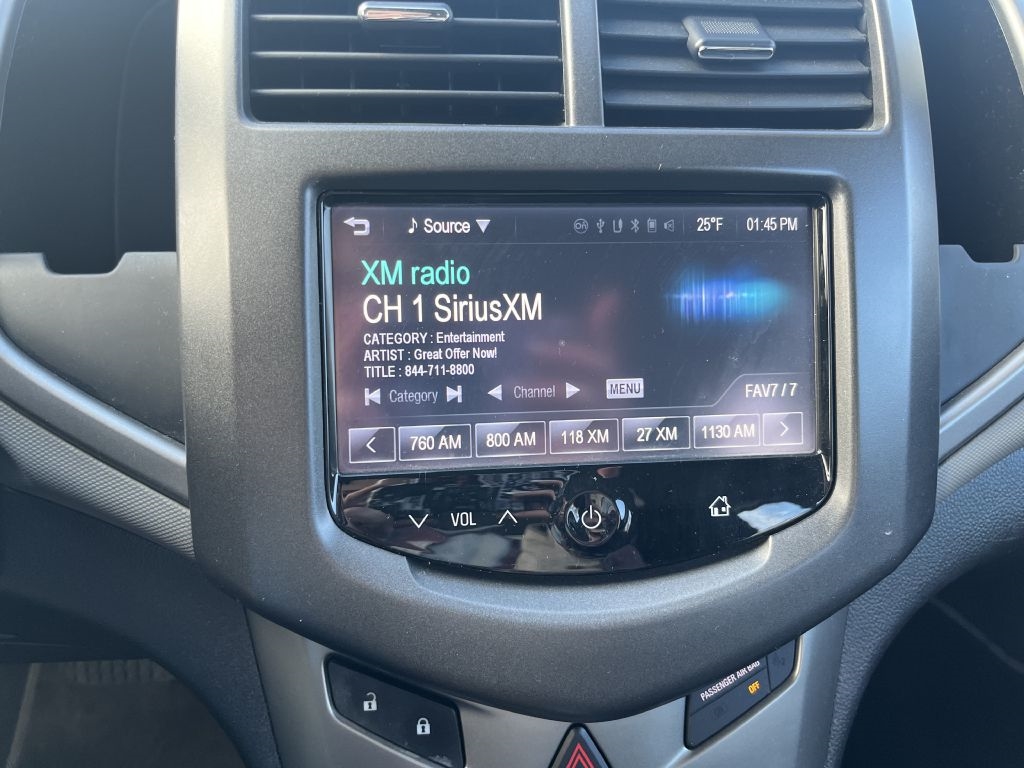 Source 25°F 01:45 PM
XM radio
CH 1 SiriusXM
CATEGORY : Entertainment
ARTIST : Great Offer Now!
TITLE : 844-711-8800
Category Channel MENU FAV7 / 7
760 AM 800 AM 118 XM 27 XM 1130 AM
VOL
PASSENGER AIR BAG
OFF